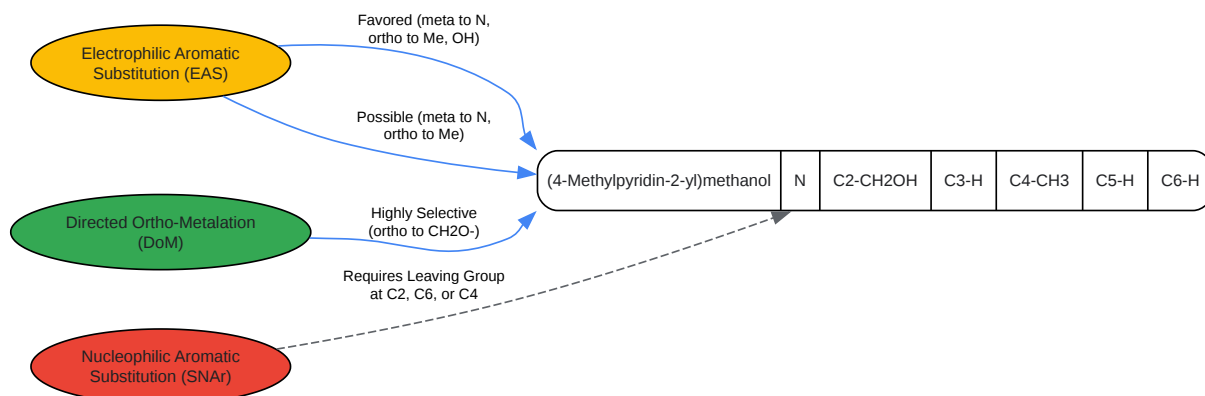 Favored (meta to N,
ortho to Me, OH)
Electrophilic Aromatic
Substitution (EAS)
Possible (meta to N,
ortho to Me)
(4-Methylpyridin-2-yl)methanol N C2-CH2OH C3-H C4-CH3 C5-H C6-H
Directed Ortho-Metalation
(DoM)
Highly Selective
(ortho to CH2O-)
Requires Leaving Group
at C2, C6, or C4
Nucleophilic Aromatic
Substitution (SNAr)